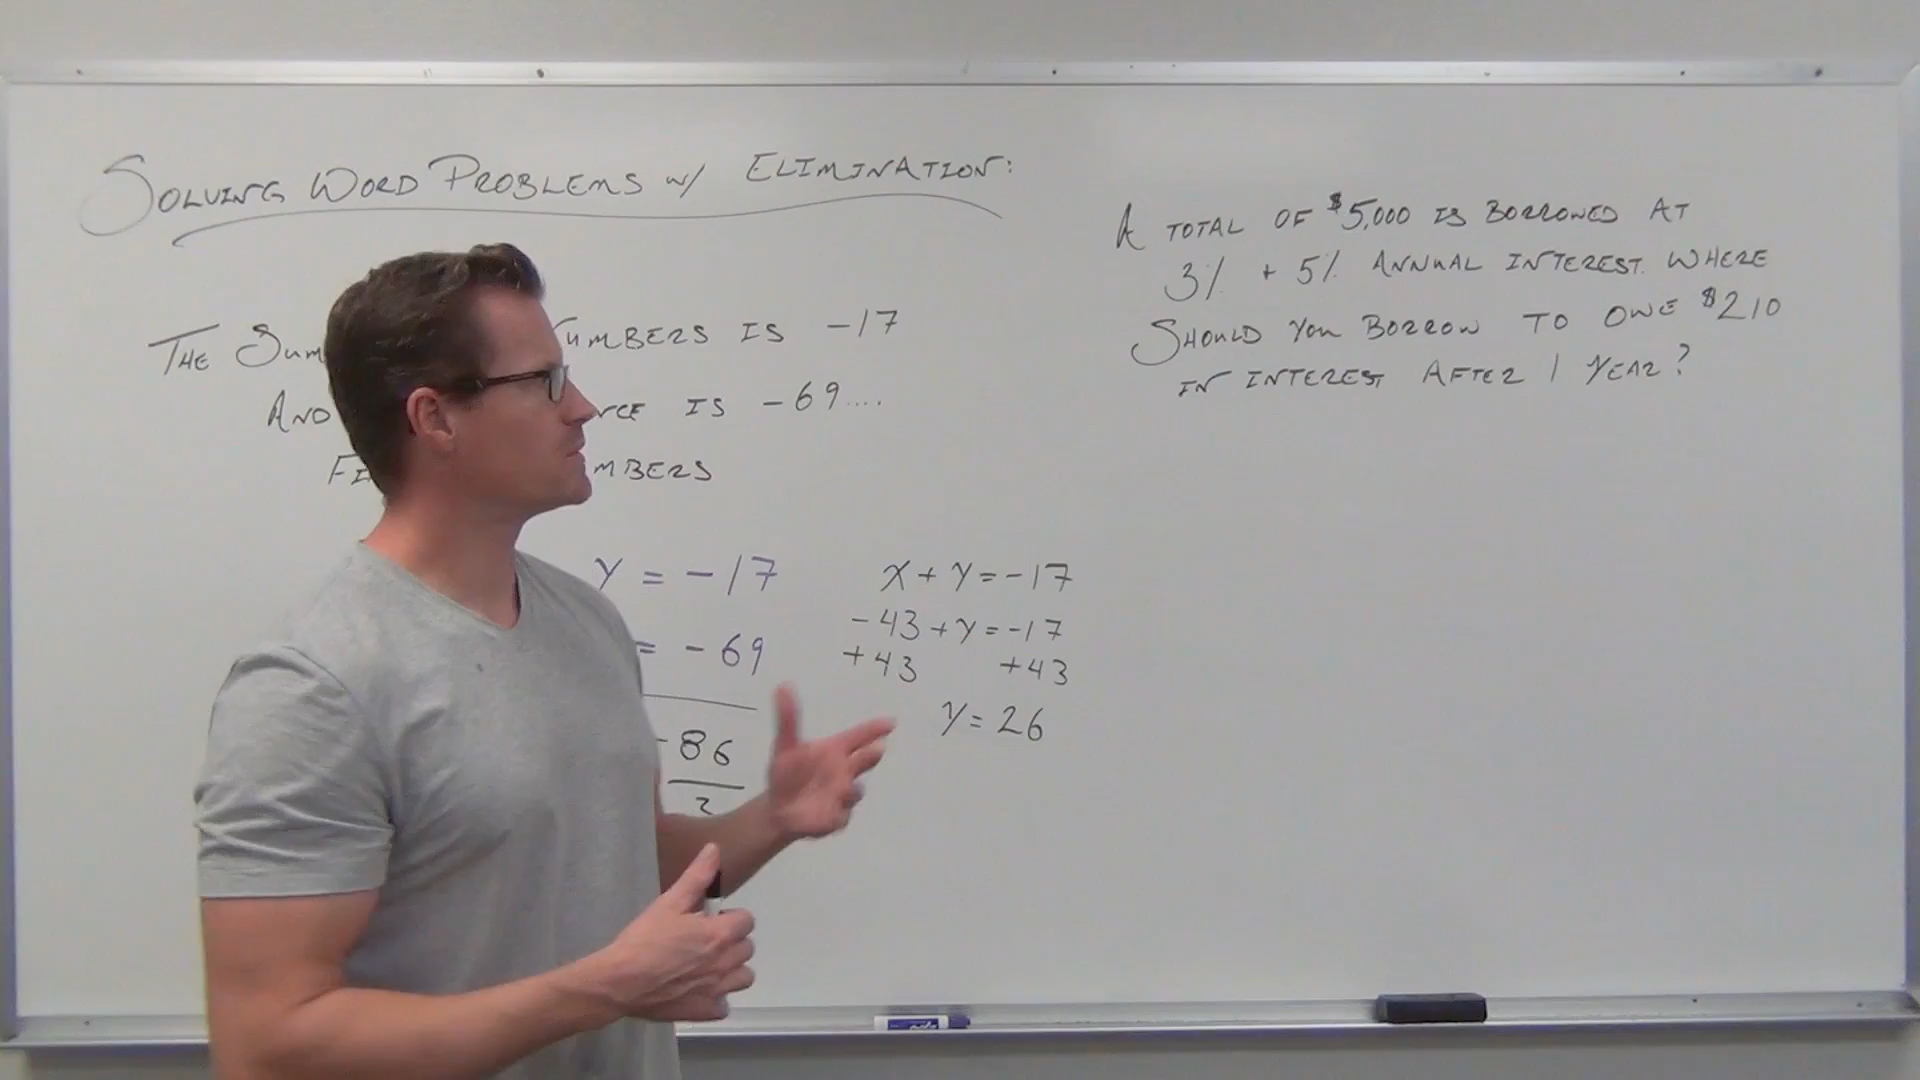 SOLVING WORD PROBLEMS W/ ELIMINATION:
THE SUM NUMBERS IS -17
AND IS -69....
MBERS
Y = -17
= -69
-86
2
X + Y = -17
-43 + Y = -17
+43 +43
Y = 26
A TOTAL OF $5,000 IS BORROWED AT
3% + 5% ANNUAL INTEREST. WHERE
SHOULD YOU BORROW TO OWE $210
IN INTEREST AFTER 1 YEAR?